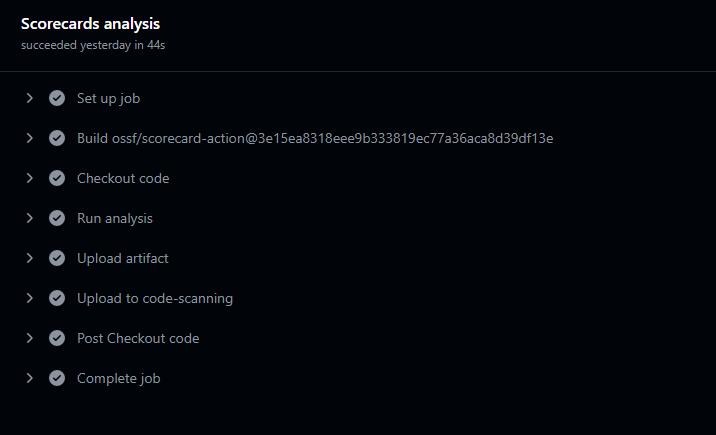 Scorecards analysis
succeeded yesterday in 44s
Set up job
Build ossf/scorecard-action@3e15ea8318eee9b333819ec77a36aca8d39df13e
Checkout code
Run analysis
Upload artifact
Upload to code-scanning
Post Checkout code
Complete job